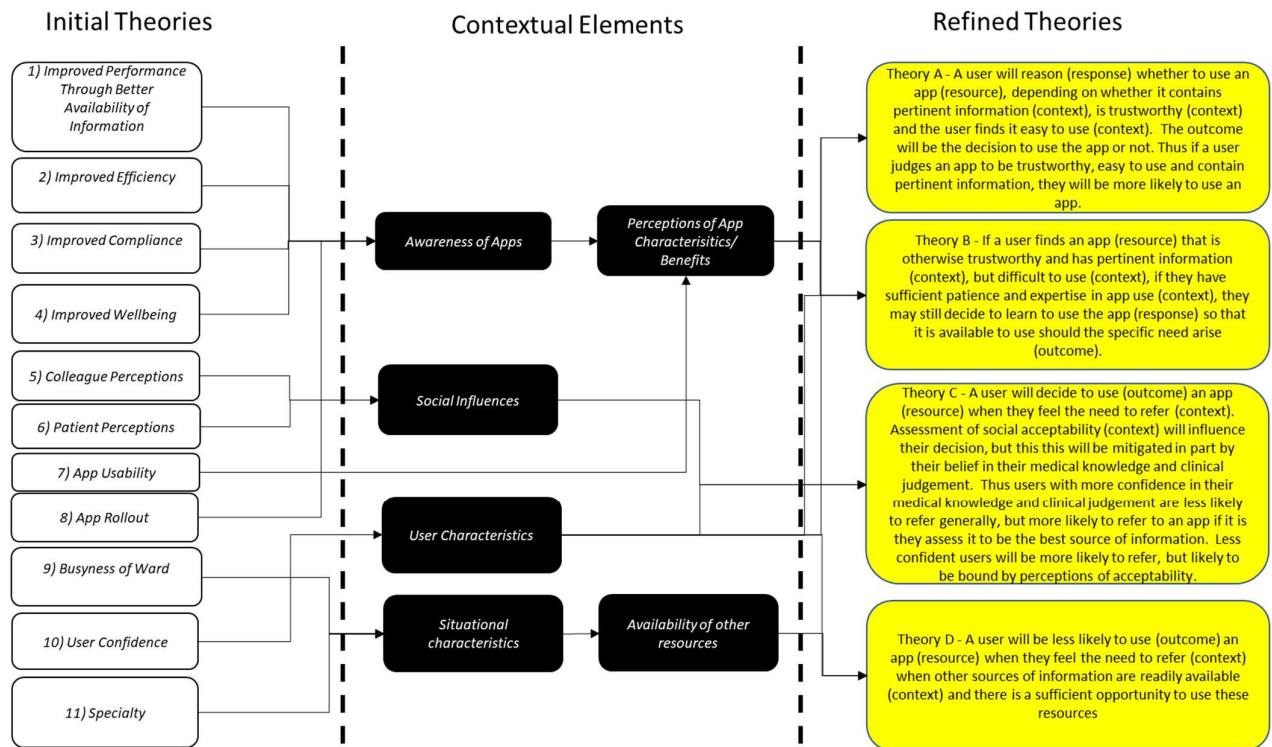 Initial Theories
Contextual Elements
Refined Theories
1) Improved Performance
Through Better
Availability of
Information
2) Improved Efficiency
3) Improved Compliance
4) Improved Wellbeing
5) Colleague Perceptions
6) Patient Perceptions
7) App Usability
8) App Rollout
9) Busyness of Ward
10) User Confidence
11) Specialty
Awareness of Apps
Perceptions of App
Characterisitics/
Benefits
Social Influences
User Characteristics
Situational
characteristics
Availability of other
resources
Theory A - A user will reason (response) whether to use an
app (resource), depending on whether it contains
pertinent information (context), is trustworthy (context)
and the user finds it easy to use (context). The outcome
will be the decision to use the app or not. Thus if a user
judges an app to be trustworthy, easy to use and contain
pertinent information, they will be more likely to use an
app.
Theory B - If a user finds an app (resource) that is
otherwise trustworthy and has pertinent information
(context), but difficult to use (context), if they have
sufficient patience and expertise in app use (context), they
may still decide to learn to use the app (response) so that
it is available to use should the specific need arise
(outcome).
Theory C - A user will decide to use (outcome) an app
(resource) when they feel the need to refer (context).
Assessment of social acceptability (context) will influence
their decision, but this this will be mitigated in part by
their belief in their medical knowledge and clinical
judgement. Thus users with more confidence in their
medical knowledge and clinical judgement are less likely
to refer generally, but more likely to refer to an app if it is
they assess it to be the best source of information. Less
confident users will be more likely to refer, but likely to
be bound by perceptions of acceptability.
Theory D - A user will be less likely to use (outcome) an
app (resource) when they feel the need to refer (context)
when other sources of information are readily available
(context) and there is a sufficient opportunity to use these
resources